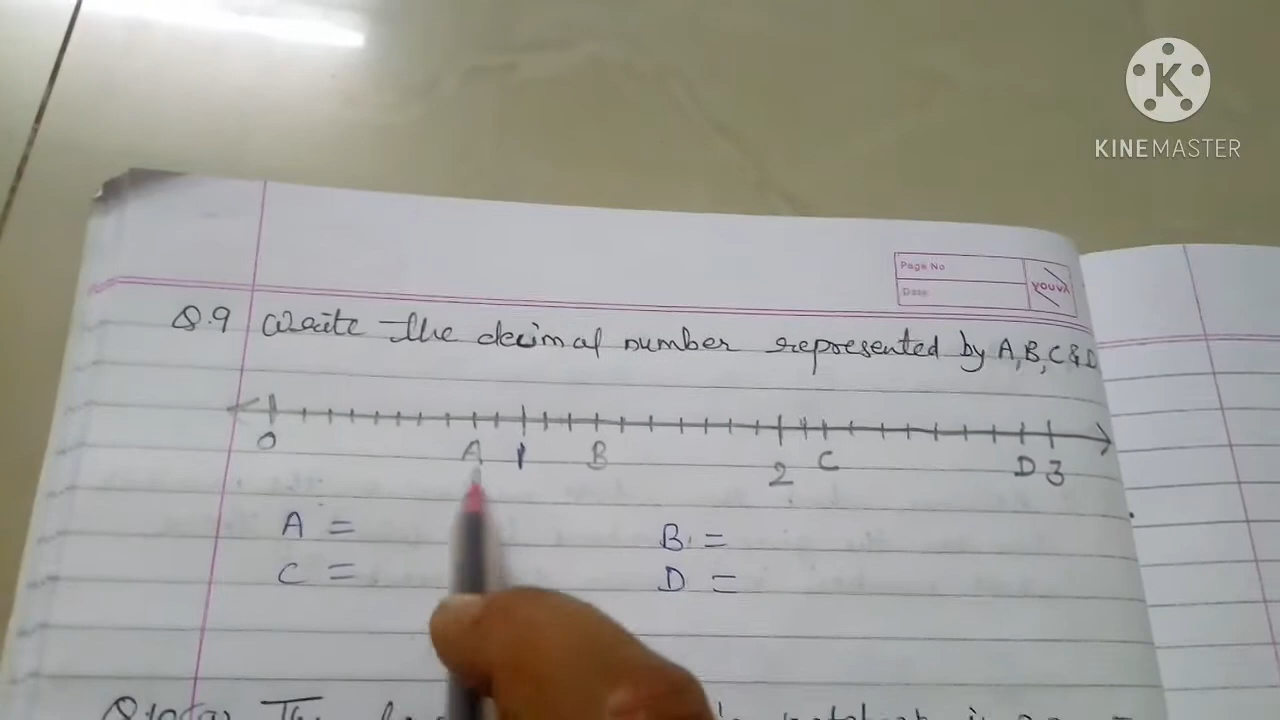 K
KINEMASTER
Page No
Date
YOUVA
Q.9 Write the decimal number represented by A, B, C & D
0 A 1 B 2 C D 3
A = B =
C = D =